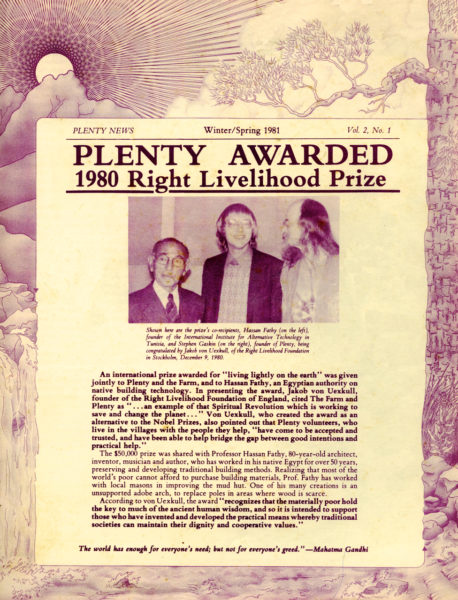 PLENTY NEWS Winter/Spring 1981 Vol. 2, No. 1
PLENTY AWARDED
1980 Right Livelihood Prize
Shown here are the prize's co-recipients, Hassan Fathy (on the left),
founder of the International Institute for Alternative Technology in
Tunisia, and Stephen Gaskin (on the right), founder of Plenty, being
congratulated by Jakob von Uexkull, of the Right Livelihood Foundation
in Stockholm, December 9, 1980.
An international prize awarded for "living lightly on the earth" was given
jointly to Plenty and the Farm, and to Hassan Fathy, an Egyptian authority on
native building technology. In presenting the award, Jakob von Uexkull,
founder of the Right Livelihood Foundation of England, cited The Farm and
Plenty as "...an example of that Spiritual Revolution which is working to
save and change the planet..." Von Uexkull, who created the award as an
alternative to the Nobel Prizes, also pointed out that Plenty volunteers, who
live in the villages with the people they help, "have come to be accepted and
trusted, and have been able to help bridge the gap between good intentions and
practical help."
The $50,000 prize was shared with Professor Hassan Fathy, 80-year-old architect,
inventor, musician and author, who has worked in his native Egypt for over 50 years,
preserving and developing traditional building methods. Realizing that most of the
world's poor cannot afford to purchase building materials, Prof. Fathy has worked
with local masons in improving the mud hut. One of his many creations is an
unsupported adobe arch, to replace poles in areas where wood is scarce.
According to von Uexkull, the award "recognizes that the materially poor hold
the key to much of the ancient human wisdom, and so it is intended to support
those who have invented and developed the practical means whereby traditional
societies can maintain their dignity and cooperative values."
The world has enough for everyone's need; but not for everyone's greed."—Mahatma Gandhi